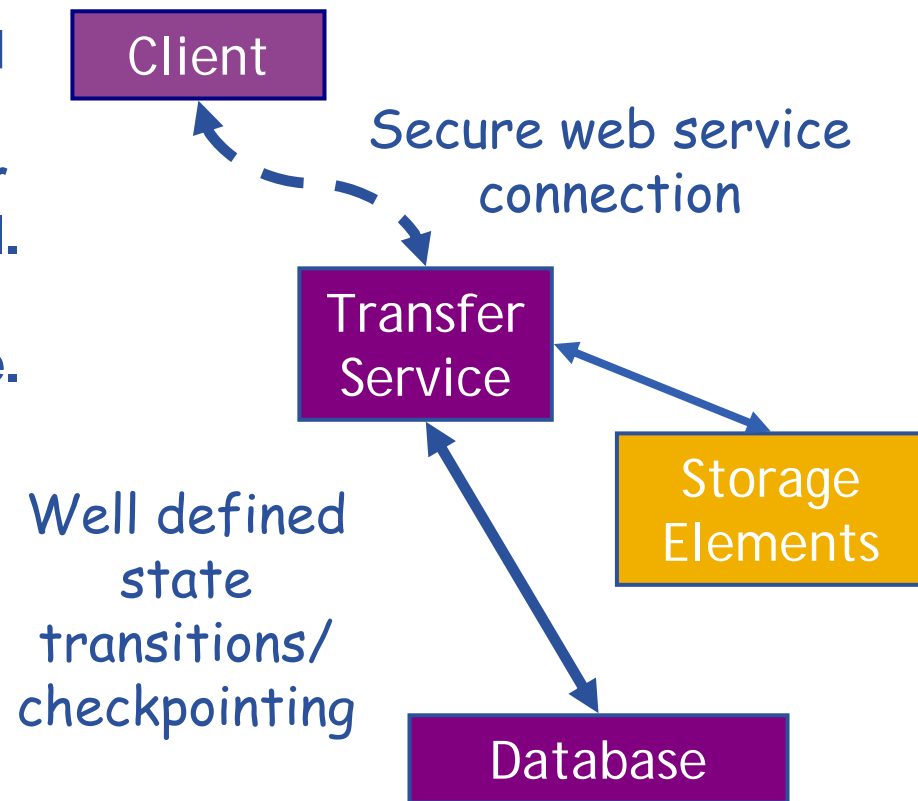 Client
Secure web service
connection
Transfer
Service
Storage
Elements
Well defined
state
transitions/
checkpointing
Database